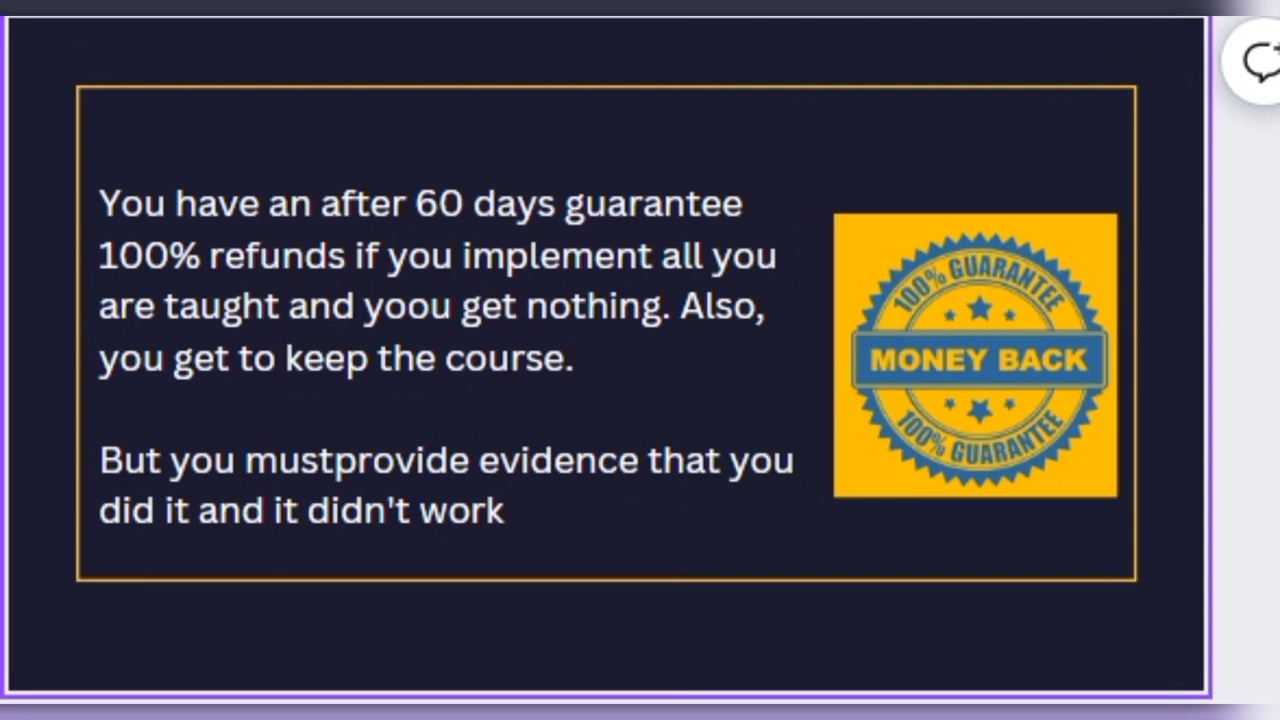 You have an after 60 days guarantee
100% refunds if you implement all you
are taught and yoou get nothing. Also,
you get to keep the course.
But you mustprovide evidence that you
did it and it didn't work
100% GUARANTEE
MONEY BACK
100% GUARANTEE